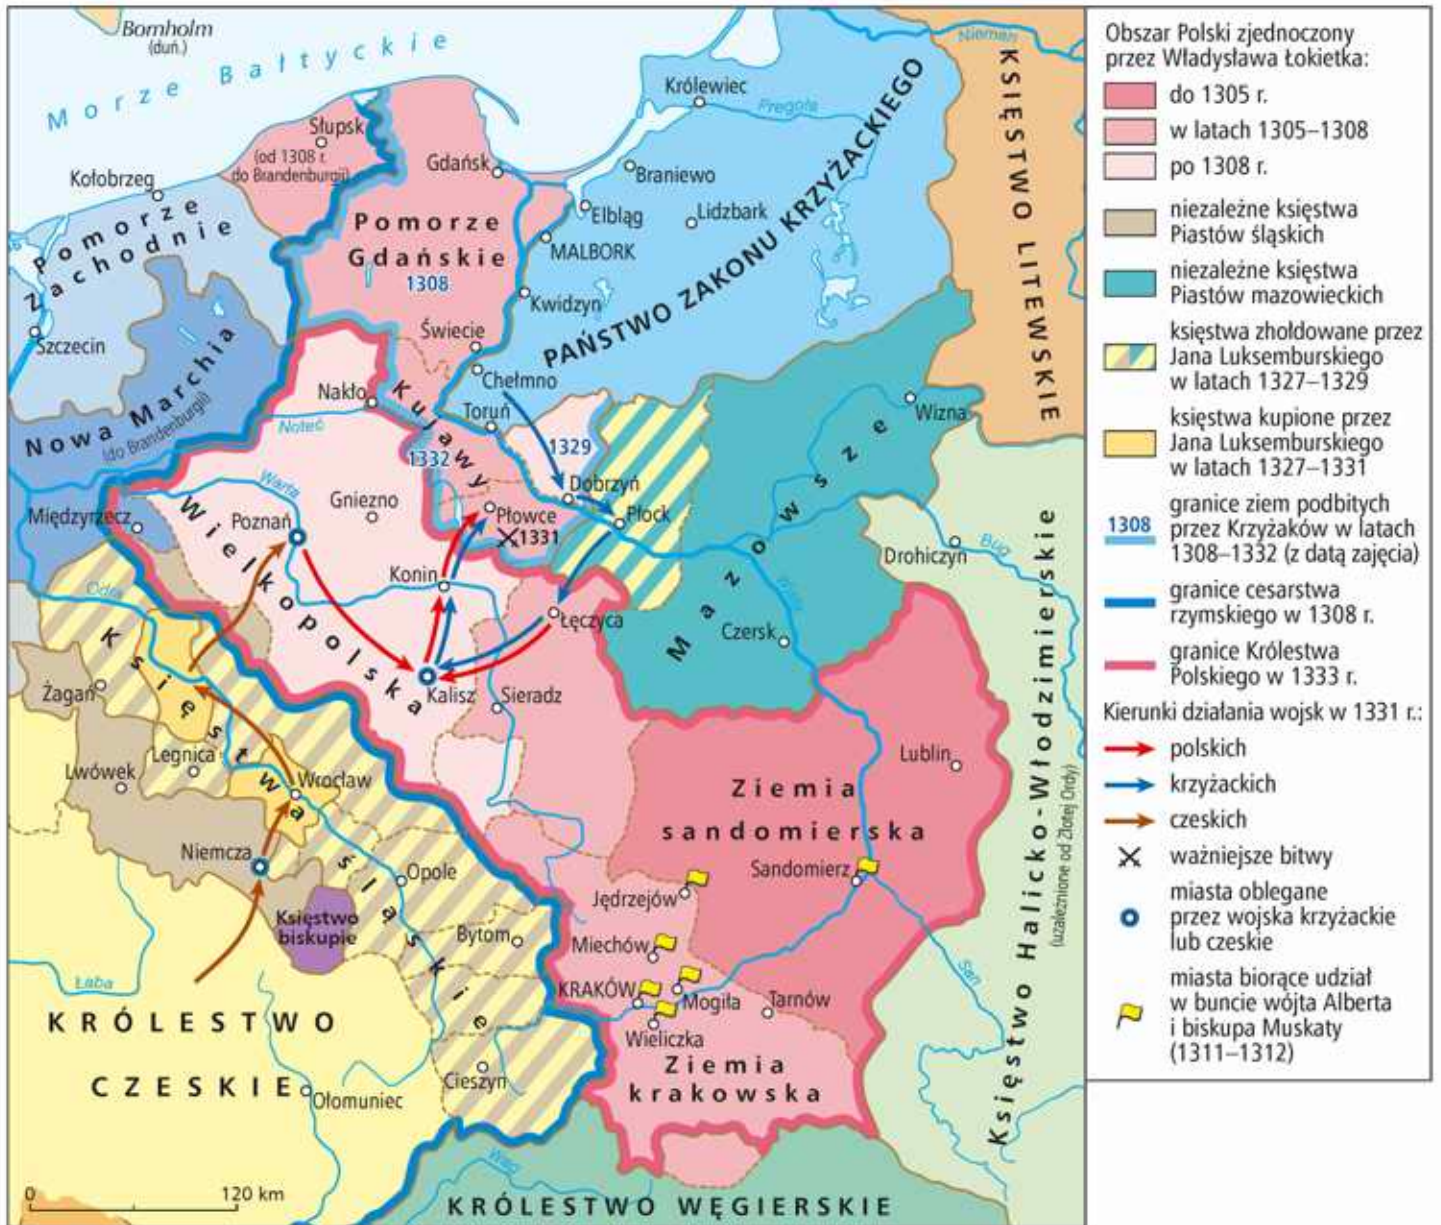 Bornholm
(duń.)
Morze Bałtyckie
Niemen
Królewiec
Pregoła
KSIĘSTWO LITEWSKIE
Słupsk
(od 1308 r.
do Brandenburgii)
Gdańsk
Braniewo
Kołobrzeg
Elbląg
Lidzbark
Pomorze
Zachodnie
Pomorze
Gdańskie
1308
MALBORK
PAŃSTWO ZAKONU KRZYŻACKIEGO
Kwidzyn
Szczecin
Świecie
Chełmno
Nowa Marchia
(do Brandenburgii)
Nakło
Kujawy
Toruń
Wizna
Noteć
1332
1329
Mazowsze
Warta
Dobrzyń
Międzyrzecz
Poznań
Gniezno
Płowce
1331
Płock
Drohiczyn
Bug
Wielkopolska
Odra
Konin
Łęczyca
Czersk
Wisła
Księstwa śląskie
Żagań
Kalisz
Sieradz
Legnica
Lwówek
Wrocław
Lublin
Ziemia
sandomierska
Księstwo Halicko-Włodzimierskie
(uzależnione od Złotej Ordy)
Niemcza
Opole
Sandomierz
Jędrzejów
Księstwo
biskupie
Bytom
Miechów
San
Łaba
KRAKÓW
Mogiła
Tarnów
KRÓLESTWO
CZESKIE
Wieliczka
Ziemia
krakowska
Cieszyn
Ołomuniec
Wag
0 120 km
KRÓLESTWO WĘGIERSKIE
Obszar Polski zjednoczony
przez Władysława Łokietka:
do 1305 r.
w latach 1305–1308
po 1308 r.
niezależne księstwa
Piastów śląskich
niezależne księstwa
Piastów mazowieckich
księstwa zhołdowane przez
Jana Luksemburskiego
w latach 1327–1329
księstwa kupione przez
Jana Luksemburskiego
w latach 1327–1331
1308
granice ziem podbitych
przez Krzyżaków w latach
1308–1332 (z datą zajęcia)
granice cesarstwa
rzymskiego w 1308 r.
granice Królestwa
Polskiego w 1333 r.
Kierunki działania wojsk w 1331 r.:
polskich
krzyżackich
czeskich
ważniejsze bitwy
miasta oblegane
przez wojska krzyżackie
lub czeskie
miasta biorące udział
w buncie wójta Alberta
i biskupa Muskaty
(1311–1312)